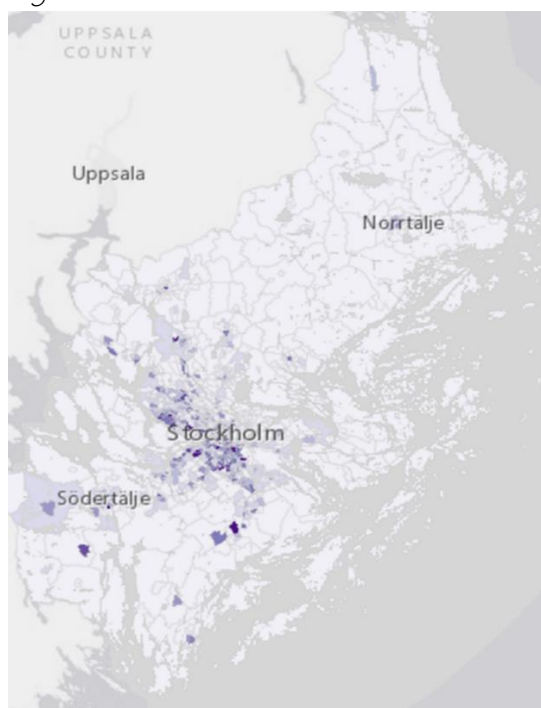 UPPSALA
COUNTY
Uppsala
Norrtälje
Stockholm
Södertälje